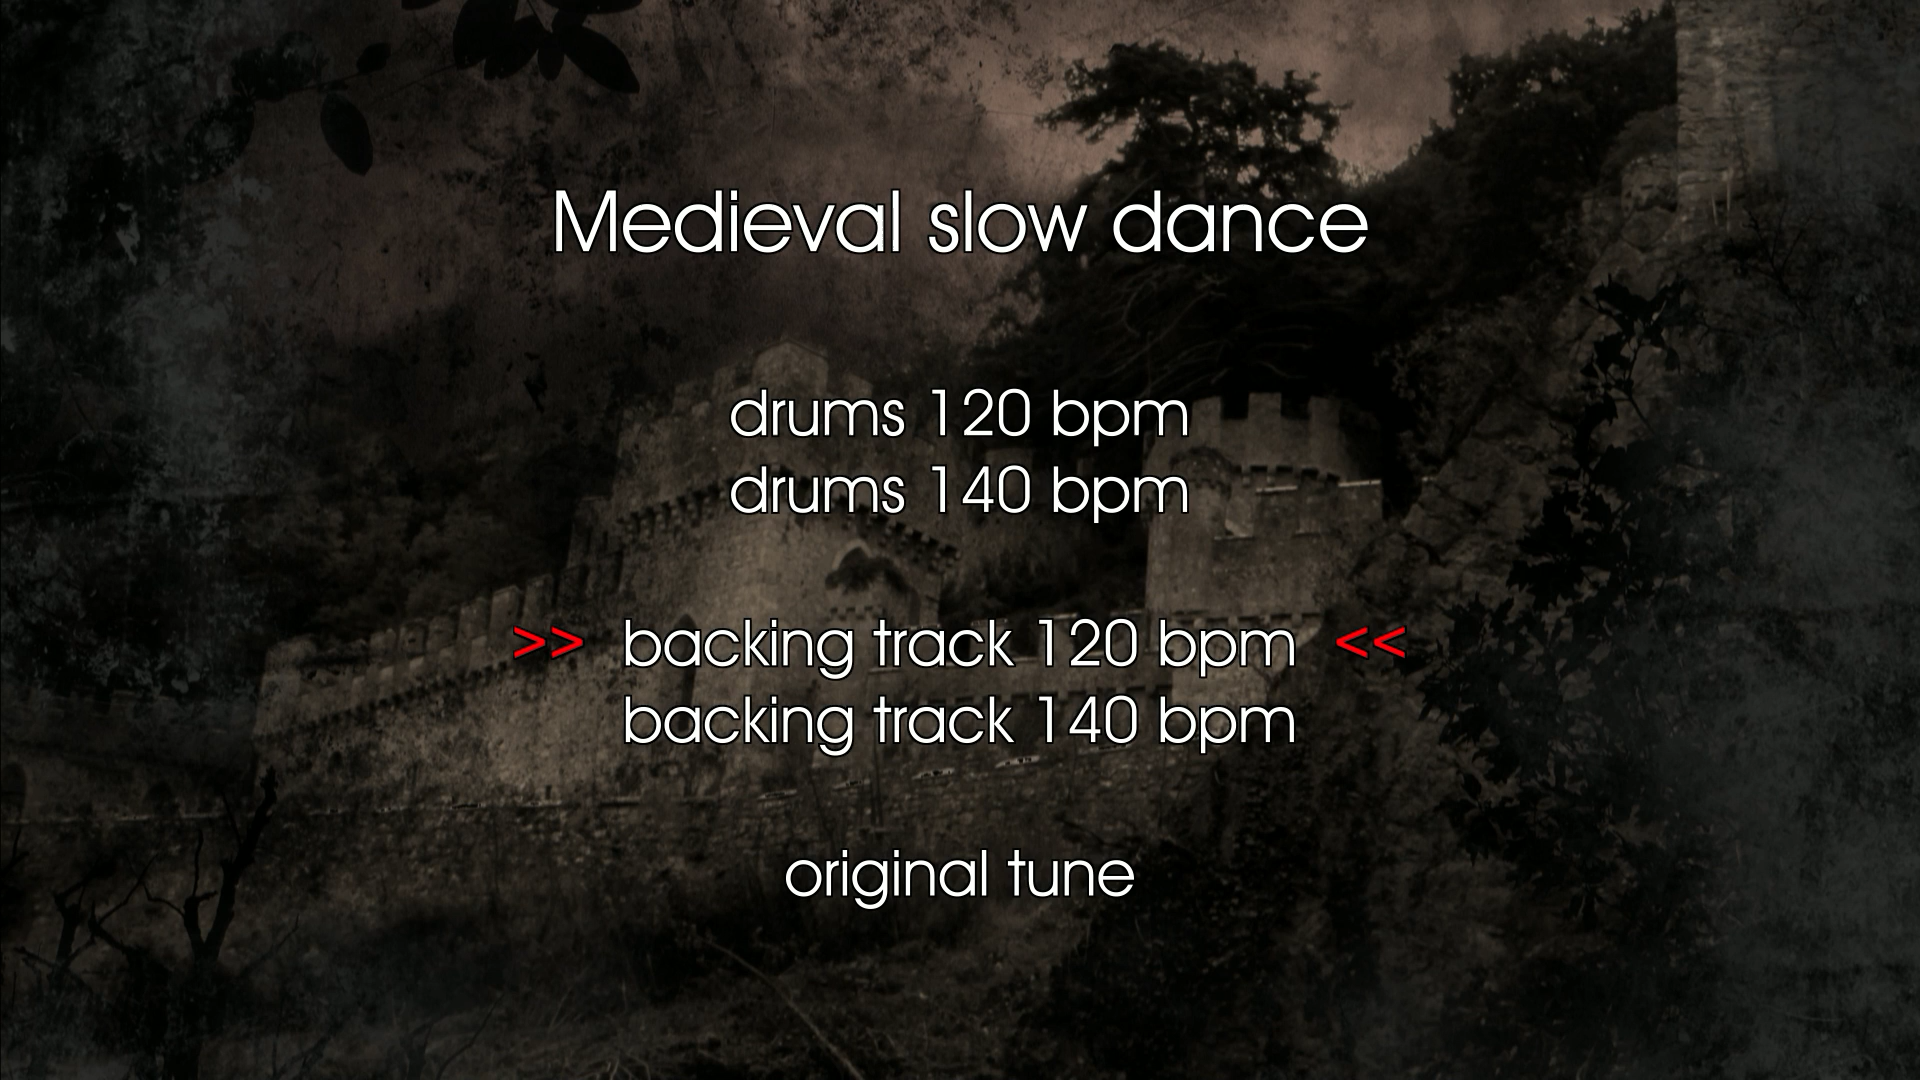 Medieval slow dance
drums 120 bpm
drums 140 bpm
>> backing track 120 bpm <<
backing track 140 bpm
original tune